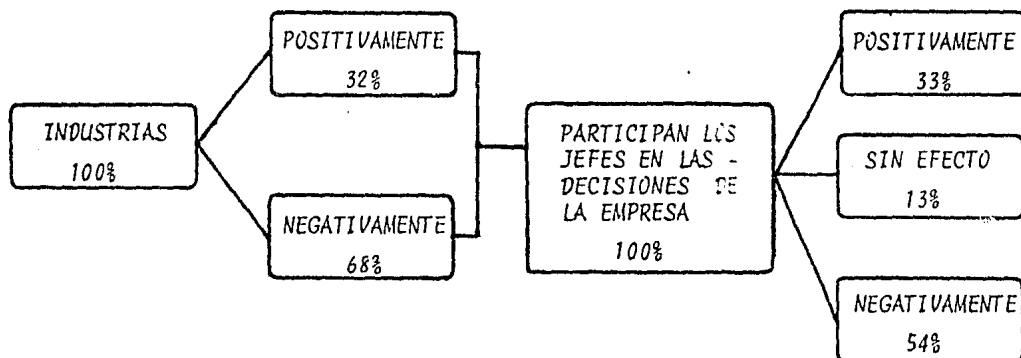 INDUSTRIAS
100%
POSITIVAMENTE
32%
NEGATIVAMENTE
68%
PARTICIPAN LOS
JEFES EN LAS -
DECISIONES DE
LA EMPRESA
100%
POSITIVAMENTE
33%
SIN EFECTO
13%
NEGATIVAMENTE
54%